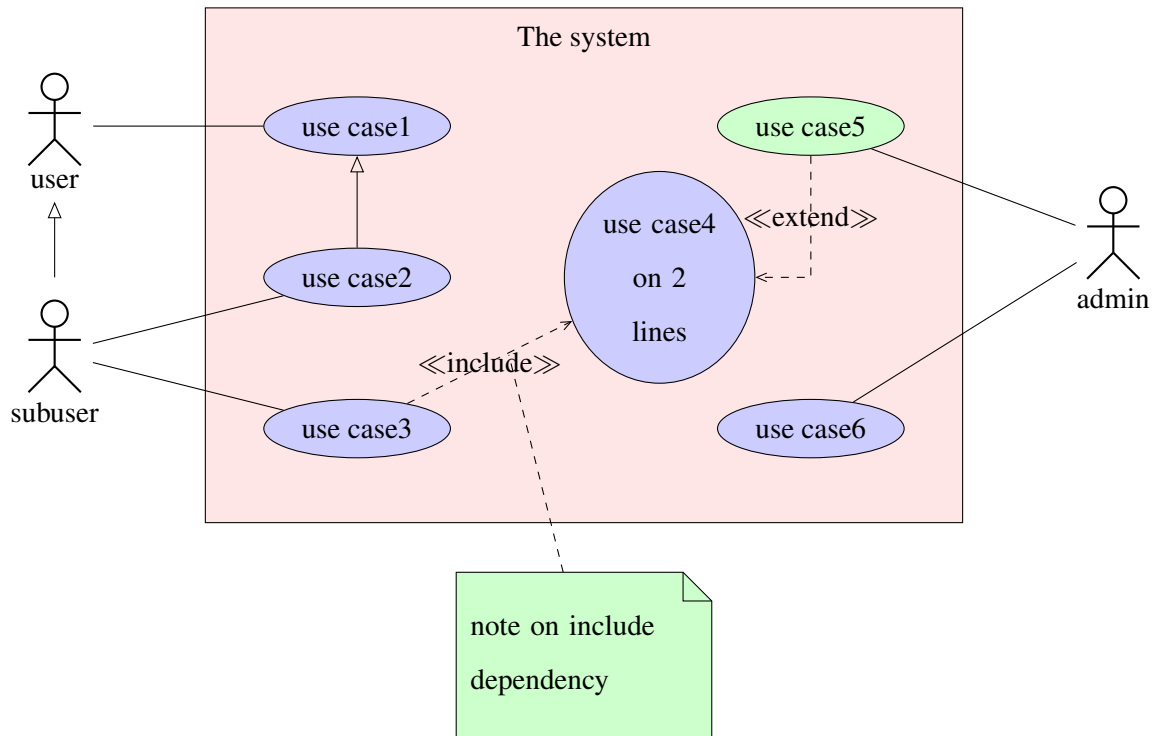 The system
use case1
use case5
user
use case4
on 2
lines
≪extend≫
use case2
admin
≪include≫
subuser
use case3
use case6
note on include
dependency